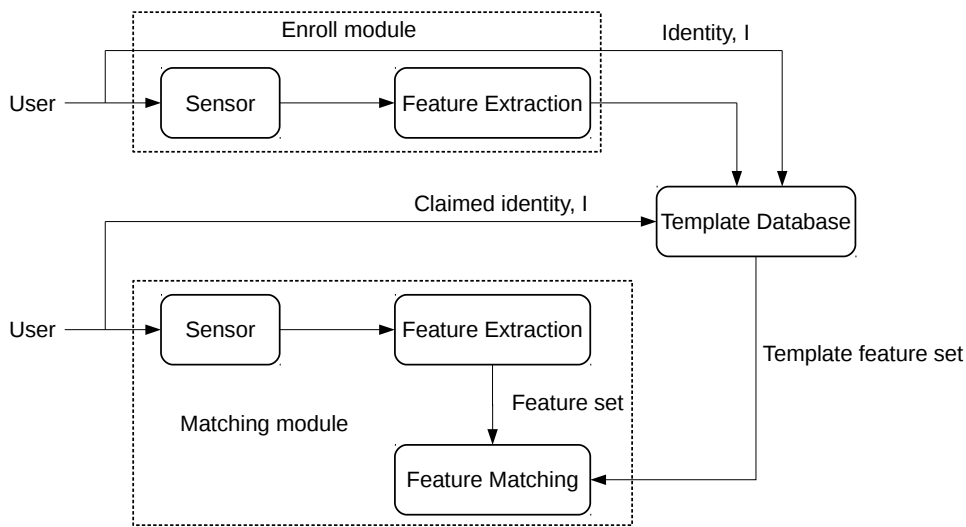 Enroll module
Identity, I
User
Sensor
Feature Extraction
Claimed identity, I
Template Database
User
Sensor
Feature Extraction
Template feature set
Feature set
Matching module
Feature Matching